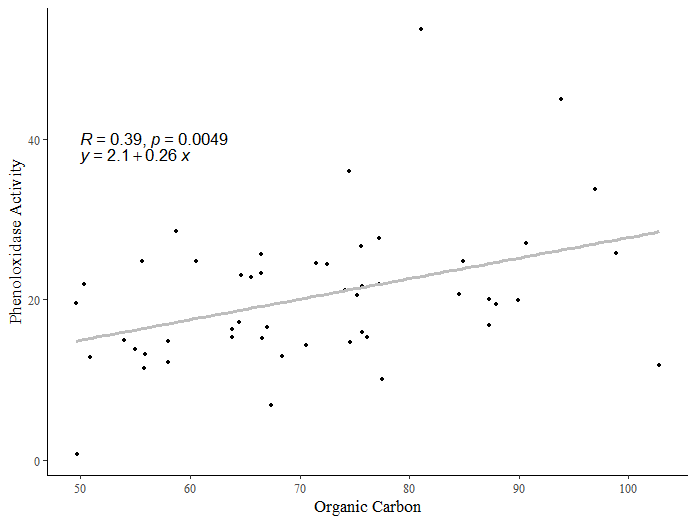 40
20
0
R = 0.39, p = 0.0049
y = 2.1 + 0.26 x
Phenoloxidase Activity
50 60 70 80 90 100
Organic Carbon